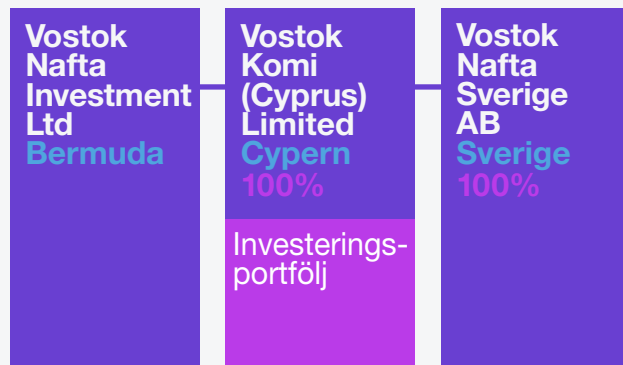 Vostok
Nafta
Investment
Ltd
Bermuda
Vostok
Komi
(Cyprus)
Limited
Cypern
100%
Investerings-
portfölj
Vostok
Nafta
Sverige
AB
Sverige
100%